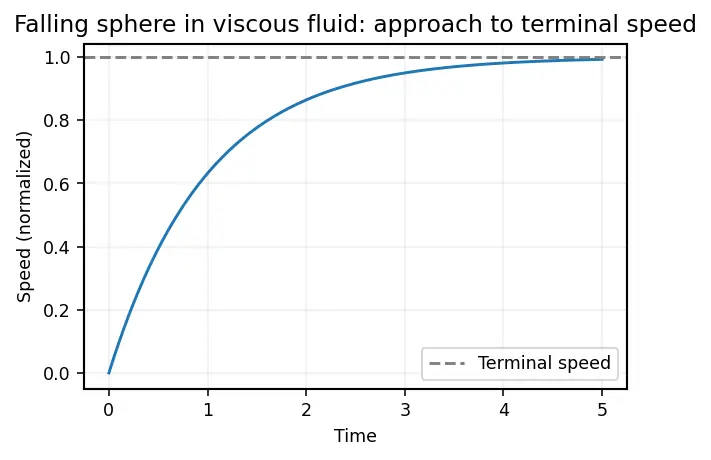 Falling sphere in viscous fluid: approach to terminal speed
Speed (normalized)
1.0
0.8
0.6
0.4
0.2
0.0
Terminal speed
0 1 2 3 4 5
Time